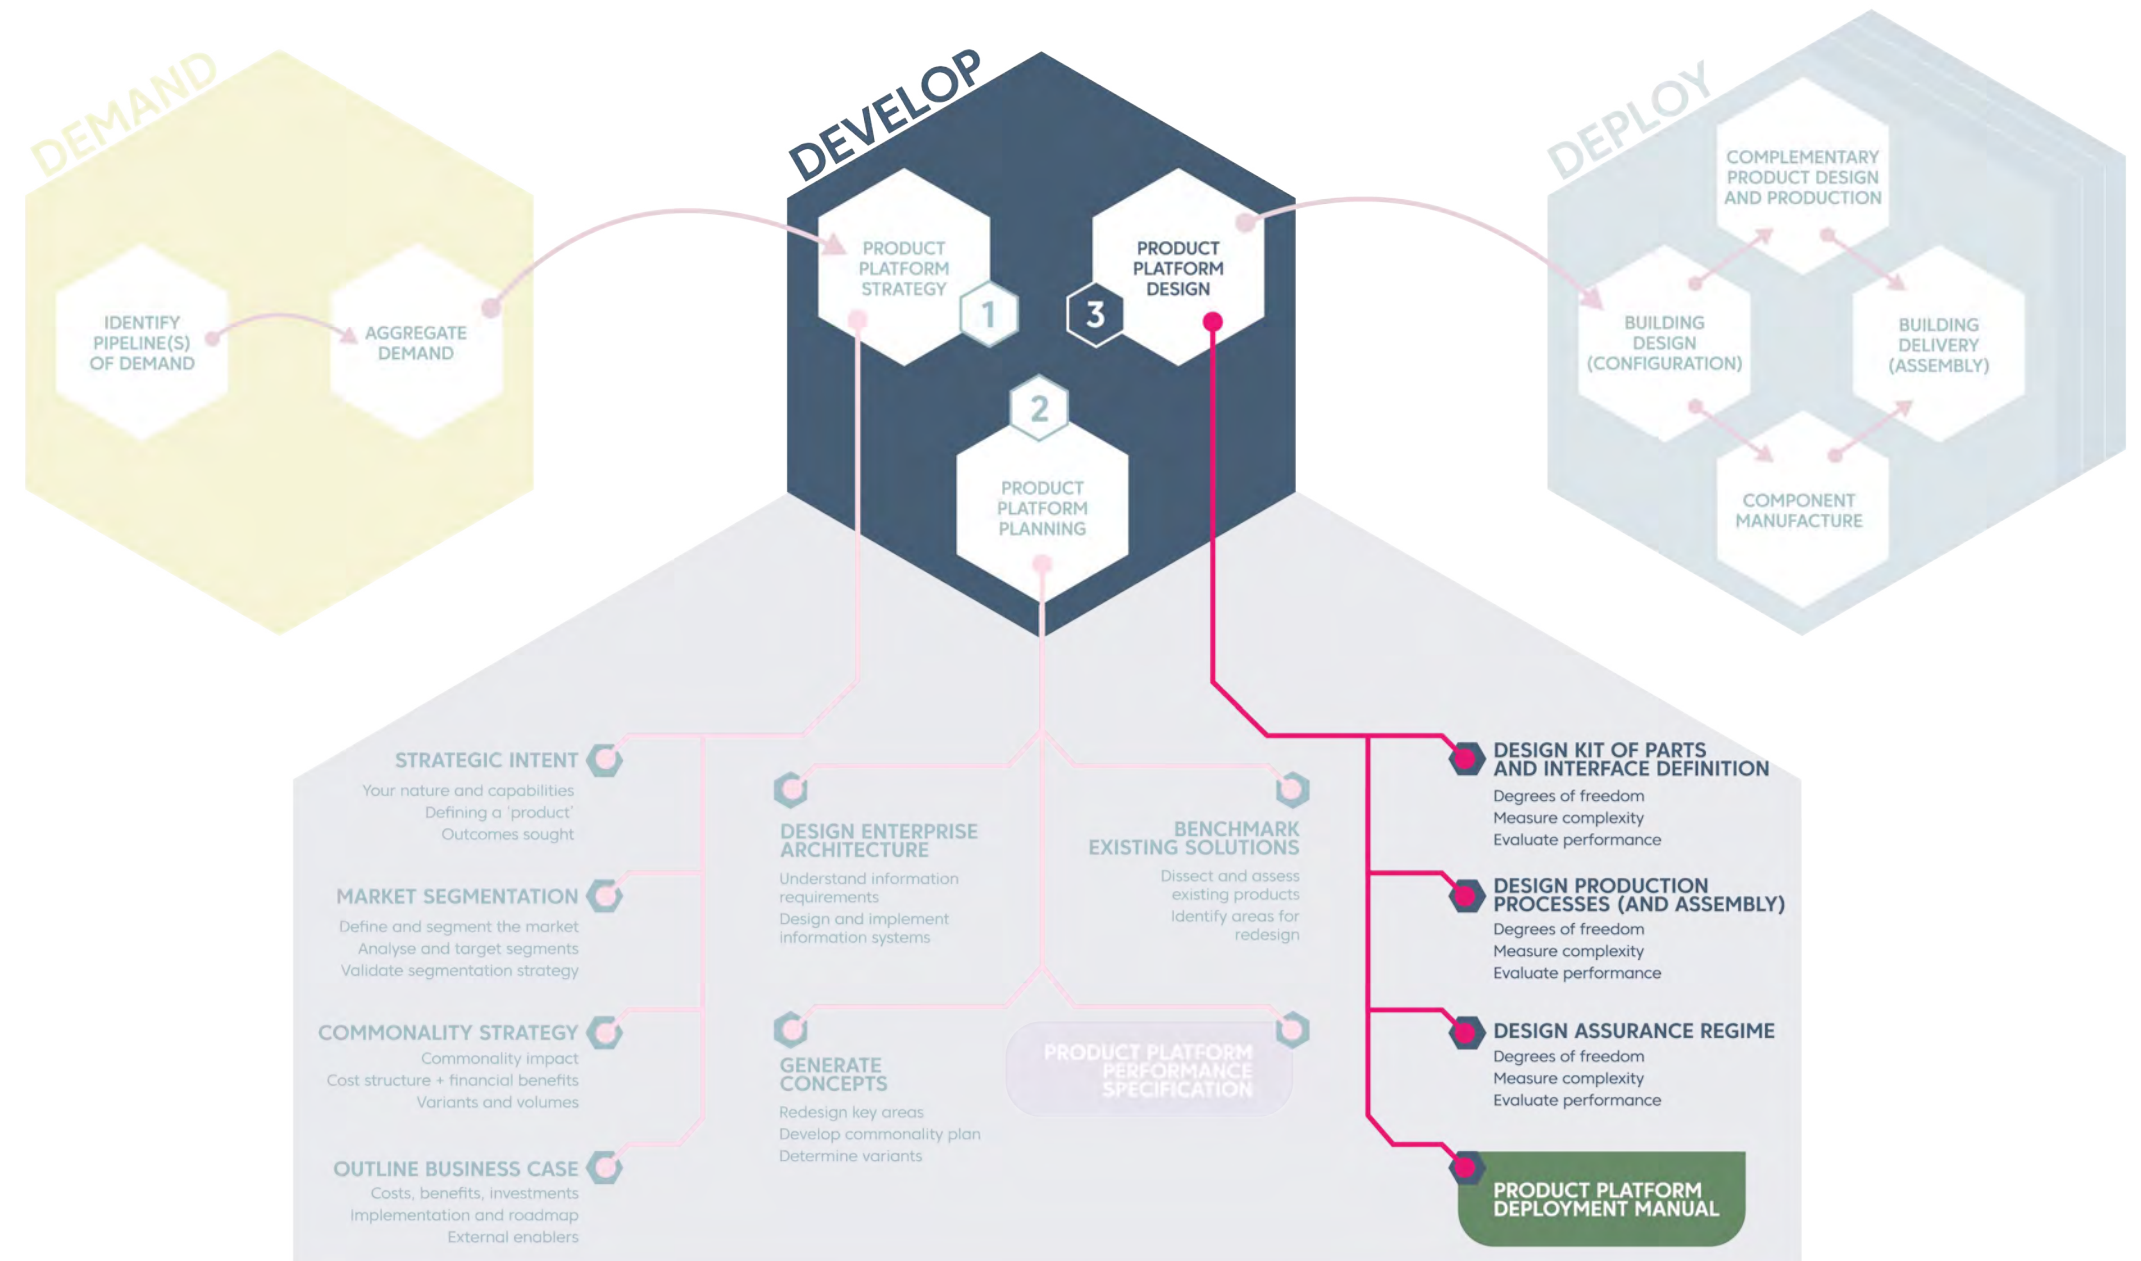 DEMAND
IDENTIFY
PIPELINE(S)
OF DEMAND
AGGREGATE
DEMAND
DEVELOP
PRODUCT
PLATFORM
STRATEGY
1
PRODUCT
PLATFORM
DESIGN
3
2
PRODUCT
PLATFORM
PLANNING
DEPLOY
COMPLEMENTARY
PRODUCT DESIGN
AND PRODUCTION
BUILDING
DESIGN
(CONFIGURATION)
BUILDING
DELIVERY
(ASSEMBLY)
COMPONENT
MANUFACTURE
STRATEGIC INTENT
Your nature and capabilities
Defining a 'product'
Outcomes sought
MARKET SEGMENTATION
Define and segment the market
Analyse and target segments
Validate segmentation strategy
COMMONALITY STRATEGY
Commonality impact
Cost structure + financial benefits
Variants and volumes
OUTLINE BUSINESS CASE
Costs, benefits, investments
Implementation and roadmap
External enablers
DESIGN ENTERPRISE
ARCHITECTURE
Understand information
requirements
Design and implement
information systems
BENCHMARK
EXISTING SOLUTIONS
Dissect and assess
existing products
Identify areas for
redesign
GENERATE
CONCEPTS
Redesign key areas
Develop commonality plan
Determine variants
PRODUCT PLATFORM
PERFORMANCE
SPECIFICATION
DESIGN KIT OF PARTS
AND INTERFACE DEFINITION
Degrees of freedom
Measure complexity
Evaluate performance
DESIGN PRODUCTION
PROCESSES (AND ASSEMBLY)
Degrees of freedom
Measure complexity
Evaluate performance
DESIGN ASSURANCE REGIME
Degrees of freedom
Measure complexity
Evaluate performance
PRODUCT PLATFORM
DEPLOYMENT MANUAL